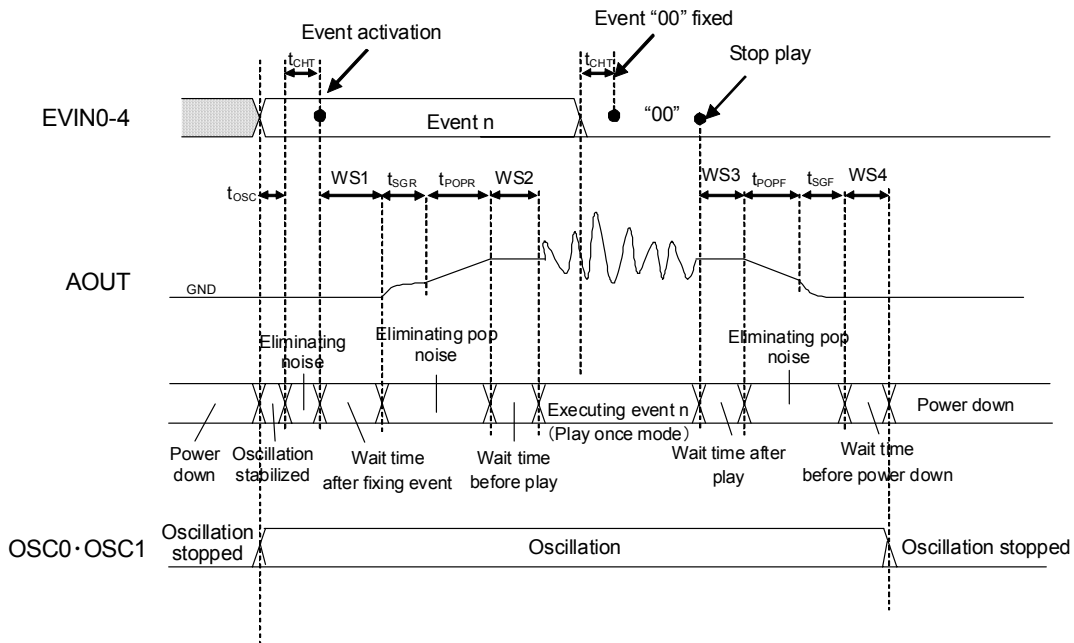 Event activation
Event “00” fixed
Stop play
tCHT
tCHT
EVIN0-4
Event n
“00”
tOSC
WS1
tSGR
tPOPR
WS2
WS3
tPOPF
tSGF
WS4
AOUT
GND
Eliminating
noise
Eliminating pop
noise
Eliminating pop
noise
Power
down
Oscillation
stabilized
Wait time
after fixing event
Wait time
before play
Executing event n
(Play once mode)
Wait time after
play
Wait time
before power down
Power down
OSC0・OSC1
Oscillation
stopped
Oscillation
Oscillation stopped